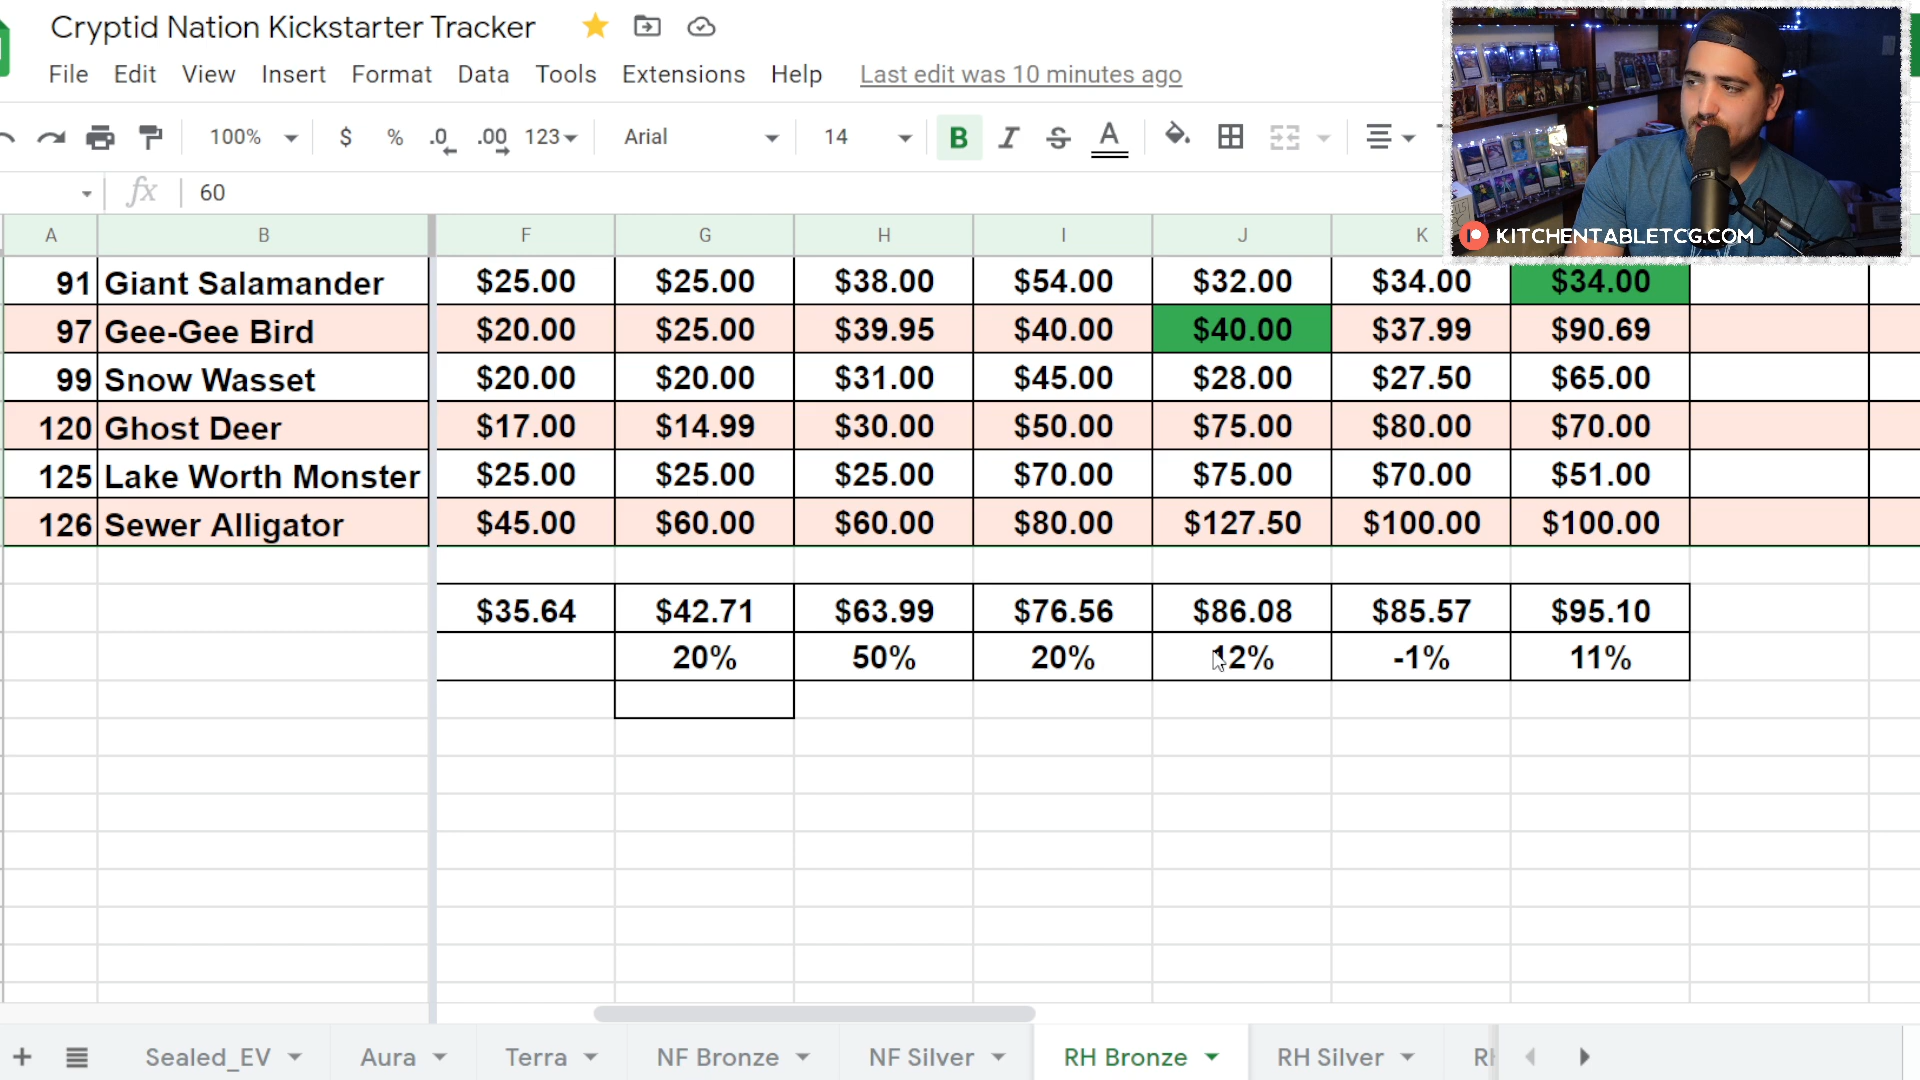 Cryptid Nation Kickstarter Tracker
File Edit View Insert Format Data Tools Extensions Help Last edit was 10 minutes ago
100% $ % .0 .00 123 Arial 14 B I S A
fx 60
A B F G H I J K
KITCHENTABLETCG.COM
91 Giant Salamander $25.00 $25.00 $38.00 $54.00 $32.00 $34.00 $34.00
97 Gee-Gee Bird $20.00 $25.00 $39.95 $40.00 $40.00 $37.99 $90.69
99 Snow Wasset $20.00 $20.00 $31.00 $45.00 $28.00 $27.50 $65.00
120 Ghost Deer $17.00 $14.99 $30.00 $50.00 $75.00 $80.00 $70.00
125 Lake Worth Monster $25.00 $25.00 $25.00 $70.00 $75.00 $70.00 $51.00
126 Sewer Alligator $45.00 $60.00 $60.00 $80.00 $127.50 $100.00 $100.00
$35.64 $42.71 $63.99 $76.56 $86.08 $85.57 $95.10
20% 50% 20% 12% -1% 11%
+ Sealed_EV Aura Terra NF Bronze NF Silver RH Bronze RH Silver